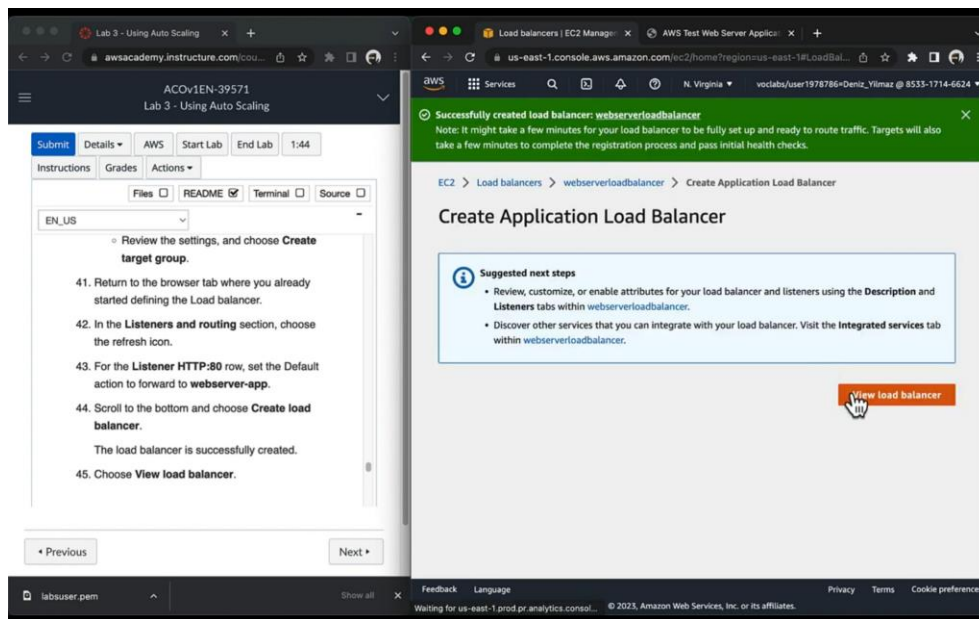 Lab 3 - Using Auto Scaling
awsacademy.instructure.com/cou...
ACOv1EN-39571
Lab 3 - Using Auto Scaling
Submit Details AWS Start Lab End Lab 1:44
Instructions Grades Actions
Files README Terminal Source
EN_US
Review the settings, and choose Create
target group.
41. Return to the browser tab where you already
started defining the Load balancer.
42. In the Listeners and routing section, choose
the refresh icon.
43. For the Listener HTTP:80 row, set the Default
action to forward to webserver-app.
44. Scroll to the bottom and choose Create load
balancer.
The load balancer is successfully created.
45. Choose View load balancer.
Previous Next
labsuser.pem Show all
Load balancers | EC2 Manager AWS Test Web Server Applicat
us-east-1.console.aws.amazon.com/ec2/home?region=us-east-1#LoadBal...
aws Services N. Virginia voclabs/user1978786=Deniz_Yilmaz @ 8533-1714-6624
Successfully created load balancer: webserverloadbalancer
Note: It might take a few minutes for your load balancer to be fully set up and ready to route traffic. Targets will also
take a few minutes to complete the registration process and pass initial health checks.
EC2 > Load balancers > webserverloadbalancer > Create Application Load Balancer
Create Application Load Balancer
Suggested next steps
• Review, customize, or enable attributes for your load balancer and listeners using the Description and
Listeners tabs within webserverloadbalancer.
• Discover other services that you can integrate with your load balancer. Visit the Integrated services tab
within webserverloadbalancer.
View load balancer
Feedback Language Privacy Terms Cookie preference
Waiting for us-east-1.prod.pr.analytics.consol... © 2023, Amazon Web Services, Inc. or its affiliates.